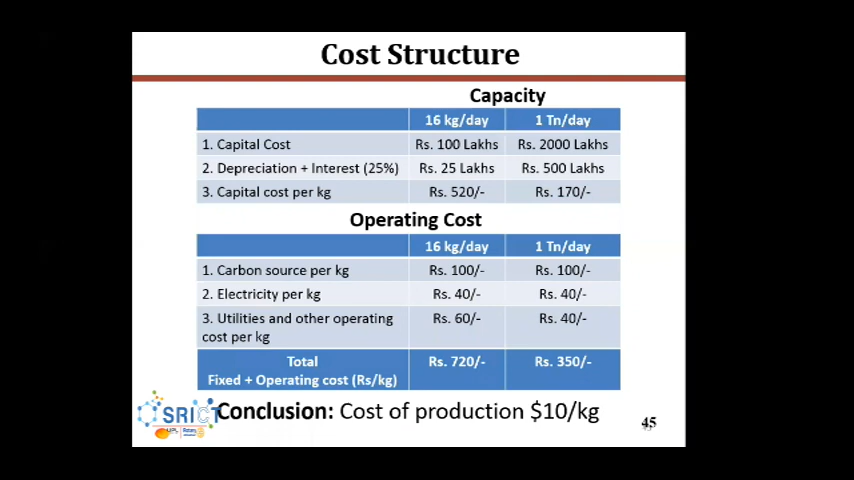 Cost Structure
Capacity
16 kg/day 1 Tn/day
1. Capital Cost Rs. 100 Lakhs Rs. 2000 Lakhs
2. Depreciation + Interest (25%) Rs. 25 Lakhs Rs. 500 Lakhs
3. Capital cost per kg Rs. 520/- Rs. 170/-
Operating Cost
16 kg/day 1 Tn/day
1. Carbon source per kg Rs. 100/- Rs. 100/-
2. Electricity per kg Rs. 40/- Rs. 40/-
3. Utilities and other operating Rs. 60/- Rs. 40/-
cost per kg
Total Rs. 720/- Rs. 350/-
Fixed + Operating cost (Rs/kg)
SRICT
Conclusion: Cost of production $10/kg
45